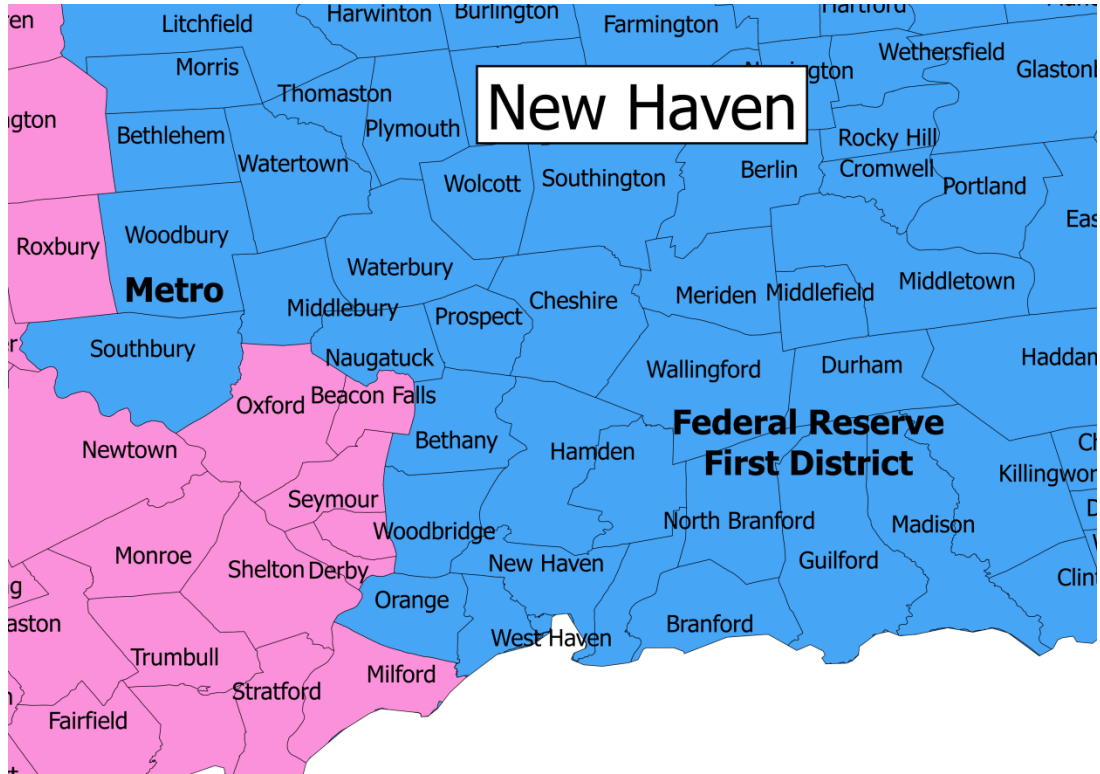 Litchfield
Harwinton
Burlington
Farmington
Wethersfield
Morris
Thomaston
Plymouth
New Haven
Bethlehem
Watertown
Wolcott
Southington
Berlin
Rocky Hill
Cromwell
Portland
Roxbury
Woodbury
Metro
Waterbury
Middlebury
Cheshire
Meriden
Middlefield
Middletown
Prospect
Southbury
Naugatuck
Wallingford
Durham
Oxford
Beacon Falls
Newtown
Bethany
Hamden
Federal Reserve
First District
Seymour
Woodbridge
North Branford
Madison
Monroe
Shelton
Derby
New Haven
Guilford
Orange
West Haven
Branford
Trumbull
Milford
Stratford
Fairfield